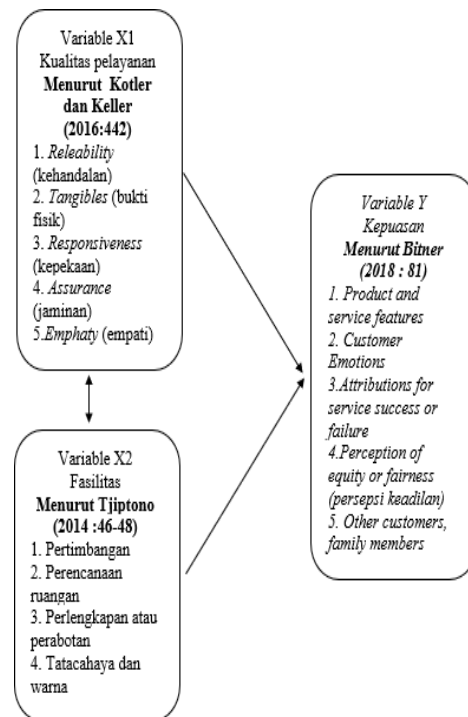 Variable X1
Kualitas pelayanan
Menurut Kotler
dan Keller
(2016:442)
1. Releability
(kehandalan)
2. Tangibles (bukti
fisik)
3. Responsiveness
(kepekaan)
4. Assurance
(jaminan)
5.Emphaty (empati)
Variable X2
Fasilitas
Menurut Tjiptono
(2014 :46-48)
1. Pertimbangan
2. Perencanaan
ruangan
3. Perlengkapan atau
perabotan
4. Tatacahaya dan
warna
Variable Y
Kepuasan
Menurut Bitner
(2018 : 81)
1. Product and
service features
2. Customer
Emotions
3.Attributions for
service success or
failure
4.Perception of
equity or fairness
(persepsi keadilan)
5. Other customers,
family members